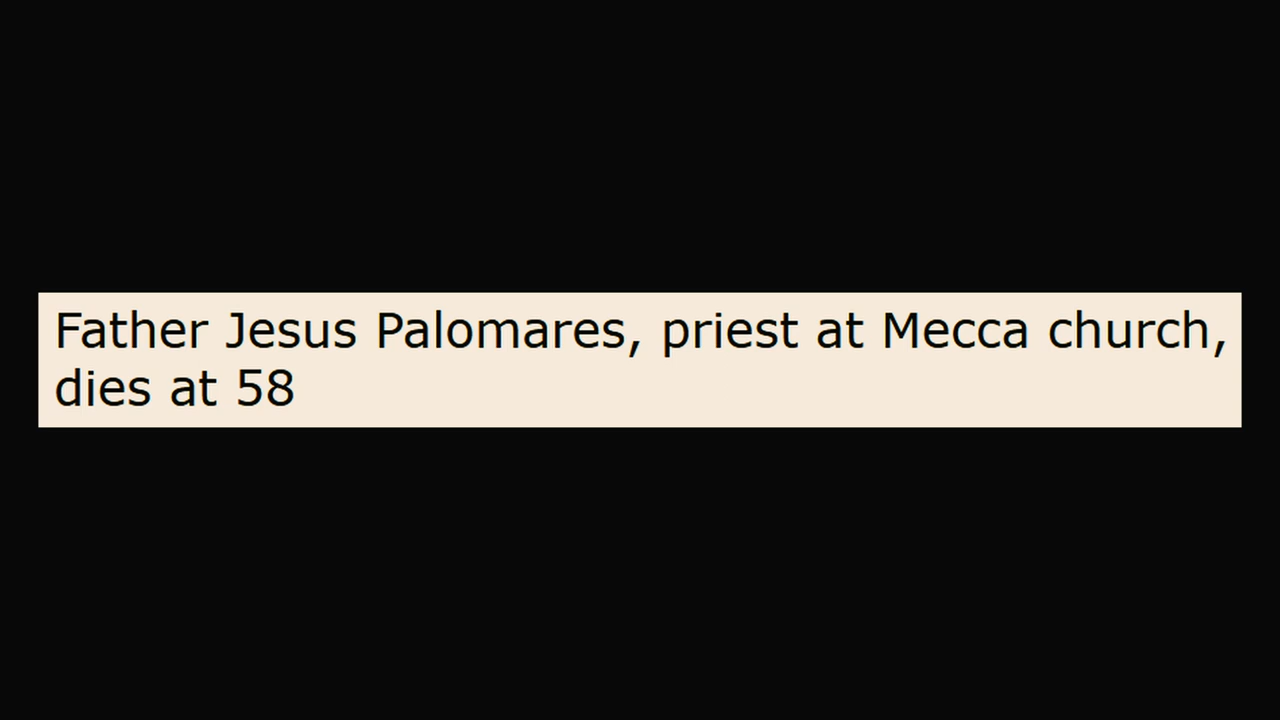 Father Jesus Palomares, priest at Mecca church,
dies at 58